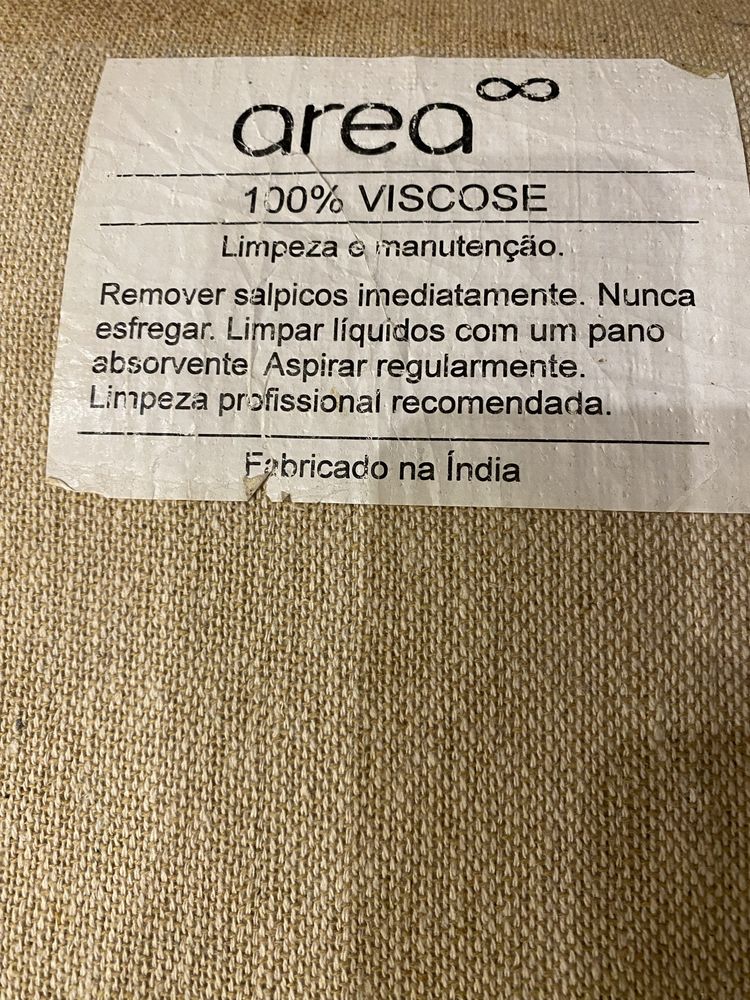 area∞
100% VISCOSE
Limpeza e manutenção.
Remover salpicos imediatamente. Nunca
esfregar. Limpar líquidos com um pano
absorvente Aspirar regularmente.
Limpeza profissional recomendada.
Fabricado na Índia